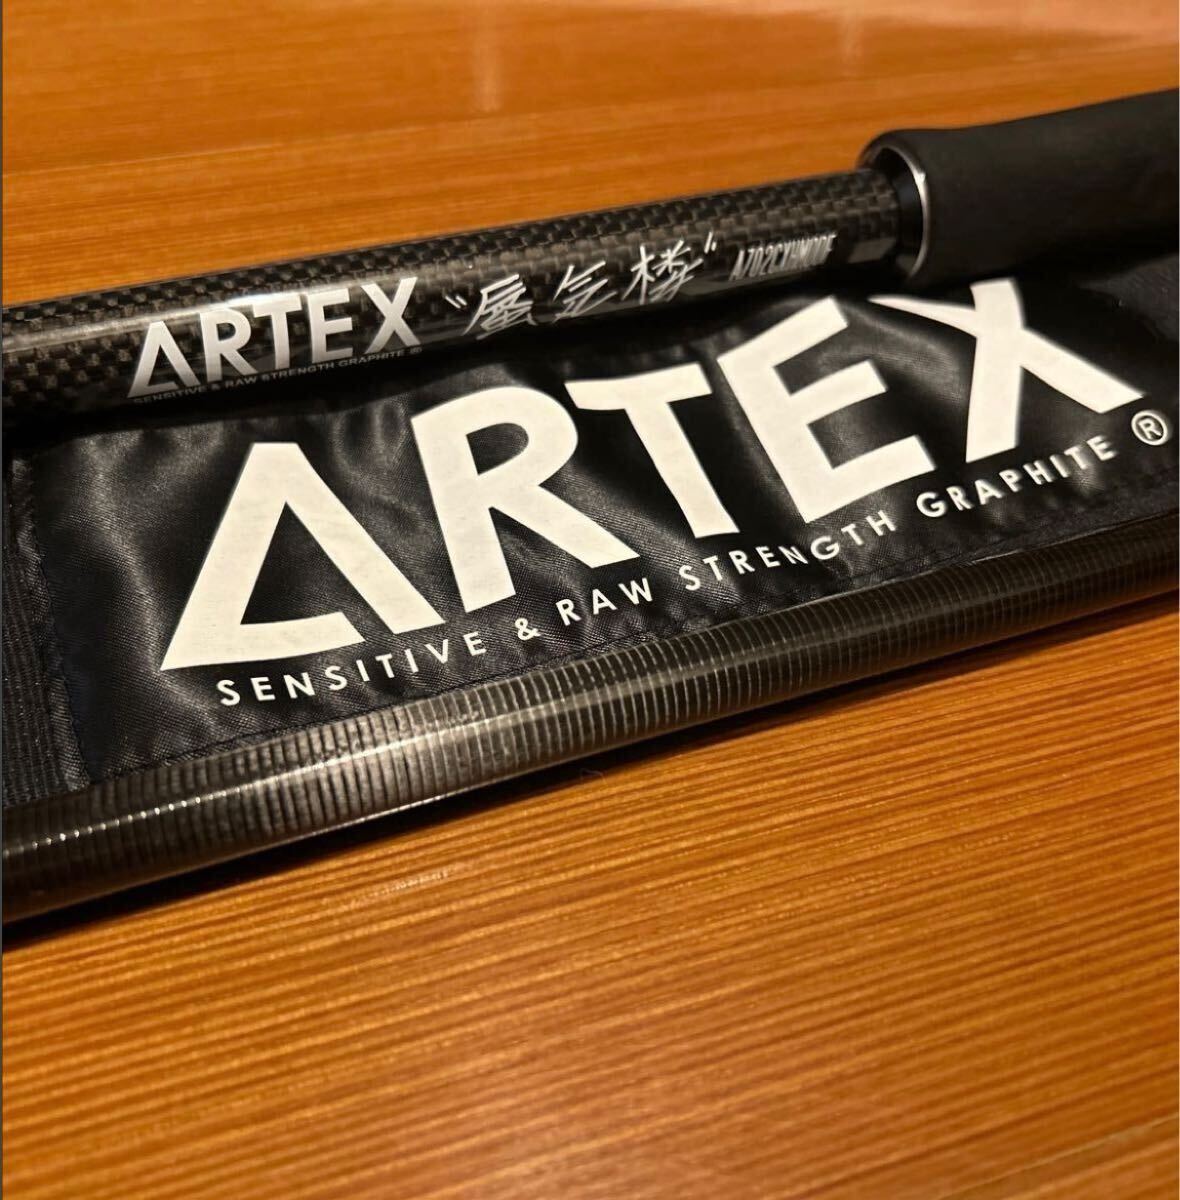 ARTEX "蜃気楼" A702CXHMODE
SENSITIVE & RAW STRENGTH GRAPHITE ®
ARTEX
SENSITIVE & RAW STRENGTH GRAPHITE ®